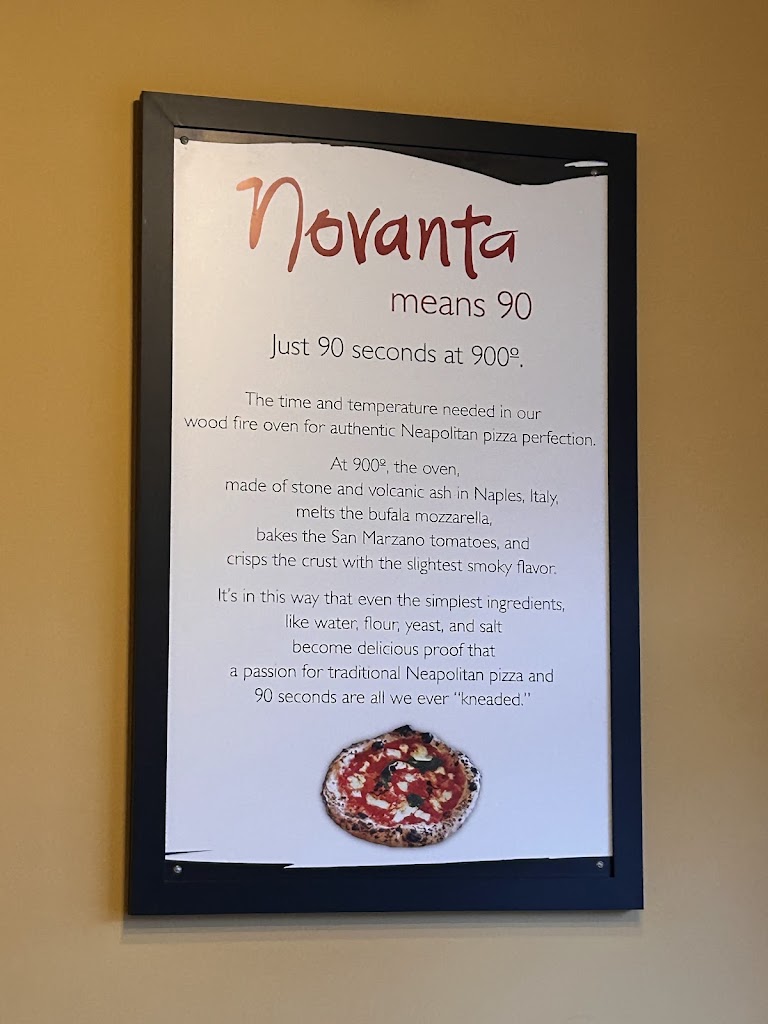 Novanta
means 90
Just 90 seconds at 900º.
The time and temperature needed in our
wood fire oven for authentic Neapolitan pizza perfection.
At 900º, the oven,
made of stone and volcanic ash in Naples, Italy,
melts the bufala mozzarella,
bakes the San Marzano tomatoes, and
crisps the crust with the slightest smoky flavor.
It's in this way that even the simplest ingredients,
like water, flour, yeast, and salt
become delicious proof that
a passion for traditional Neapolitan pizza and
90 seconds are all we ever “kneaded.”